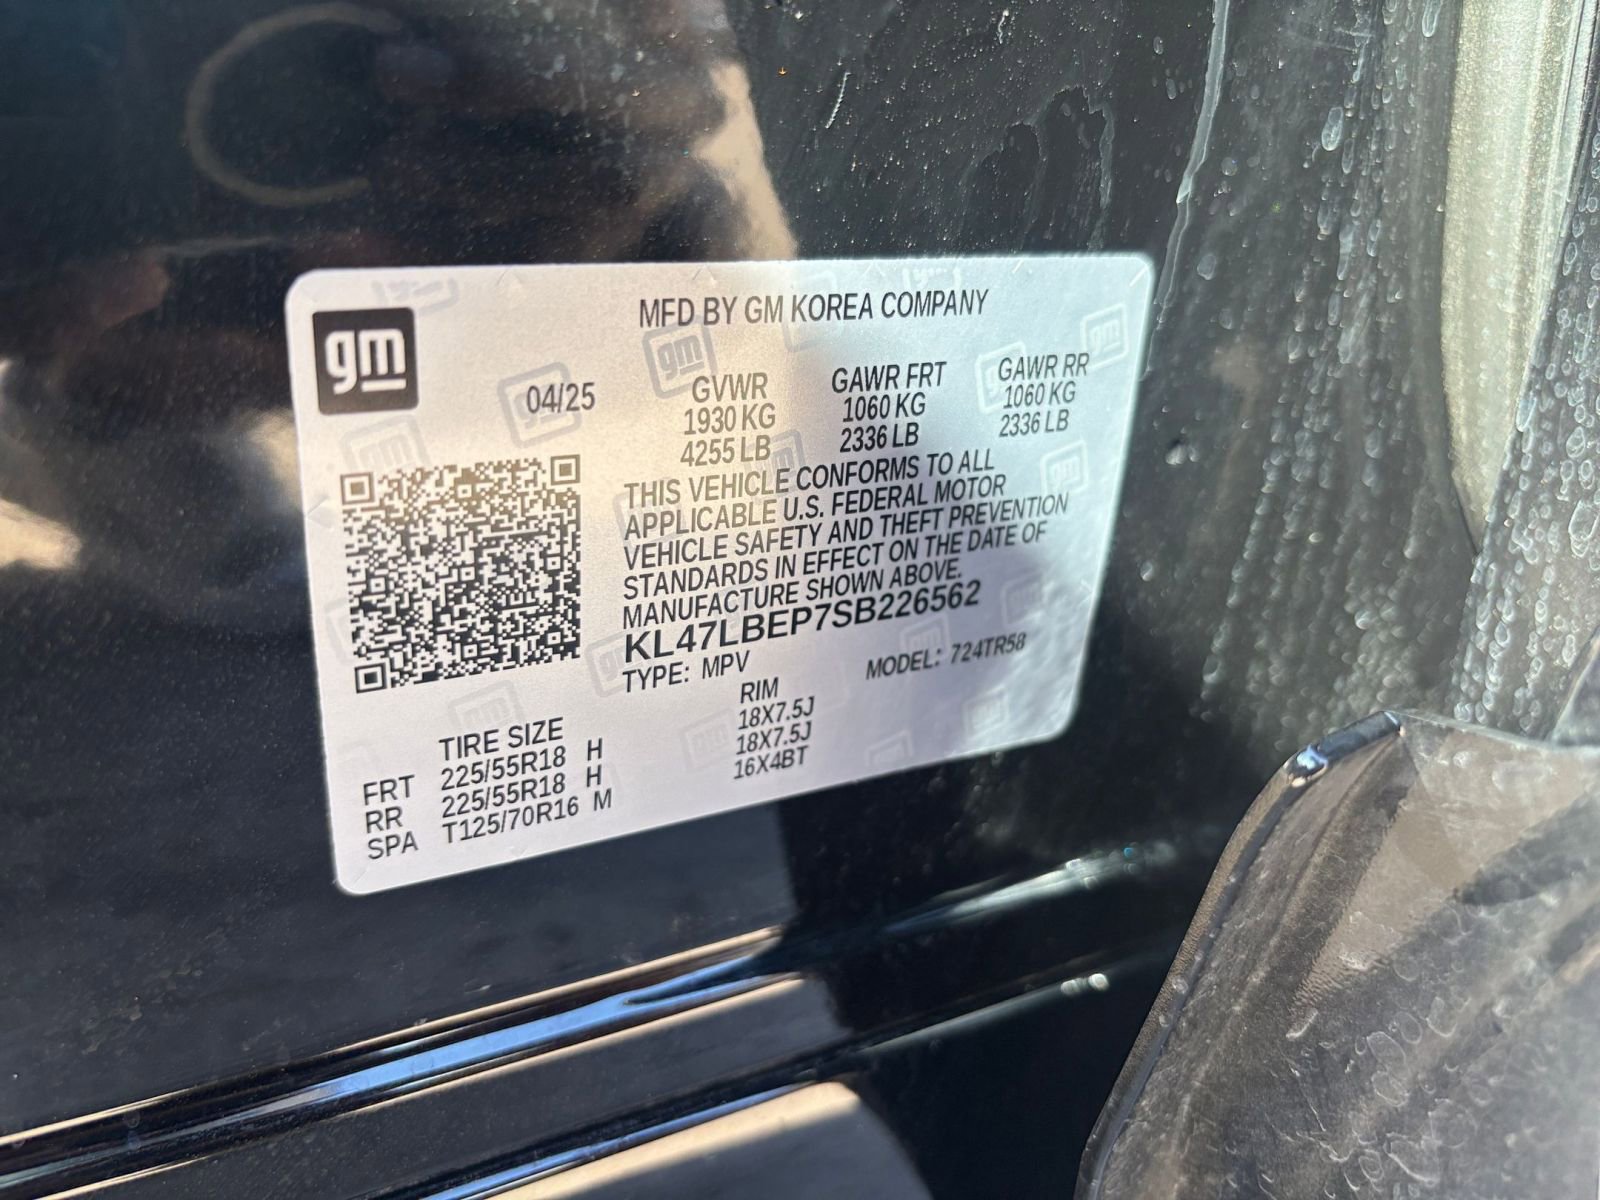 gm
MFD BY GM KOREA COMPANY
04/25
GVWR
1930 KG
4255 LB
GAWR FRT
1060 KG
2336 LB
GAWR RR
1060 KG
2336 LB
THIS VEHICLE CONFORMS TO ALL
APPLICABLE U.S. FEDERAL MOTOR
VEHICLE SAFETY AND THEFT PREVENTION
STANDARDS IN EFFECT ON THE DATE OF
MANUFACTURE SHOWN ABOVE.
KL47LBEP7SB226562
TYPE: MPV MODEL: 724TR58
TIRE SIZE RIM
FRT 225/55R18 H 18X7.5J
RR 225/55R18 H 18X7.5J
SPA T125/70R16 M 16X4BT